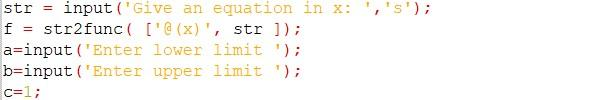 str = input('Give an equation in x: ','s');
f = str2func( ['@(x)', str ]);
a=input('Enter lower limit ');
b=input('Enter upper limit ');
c=1;